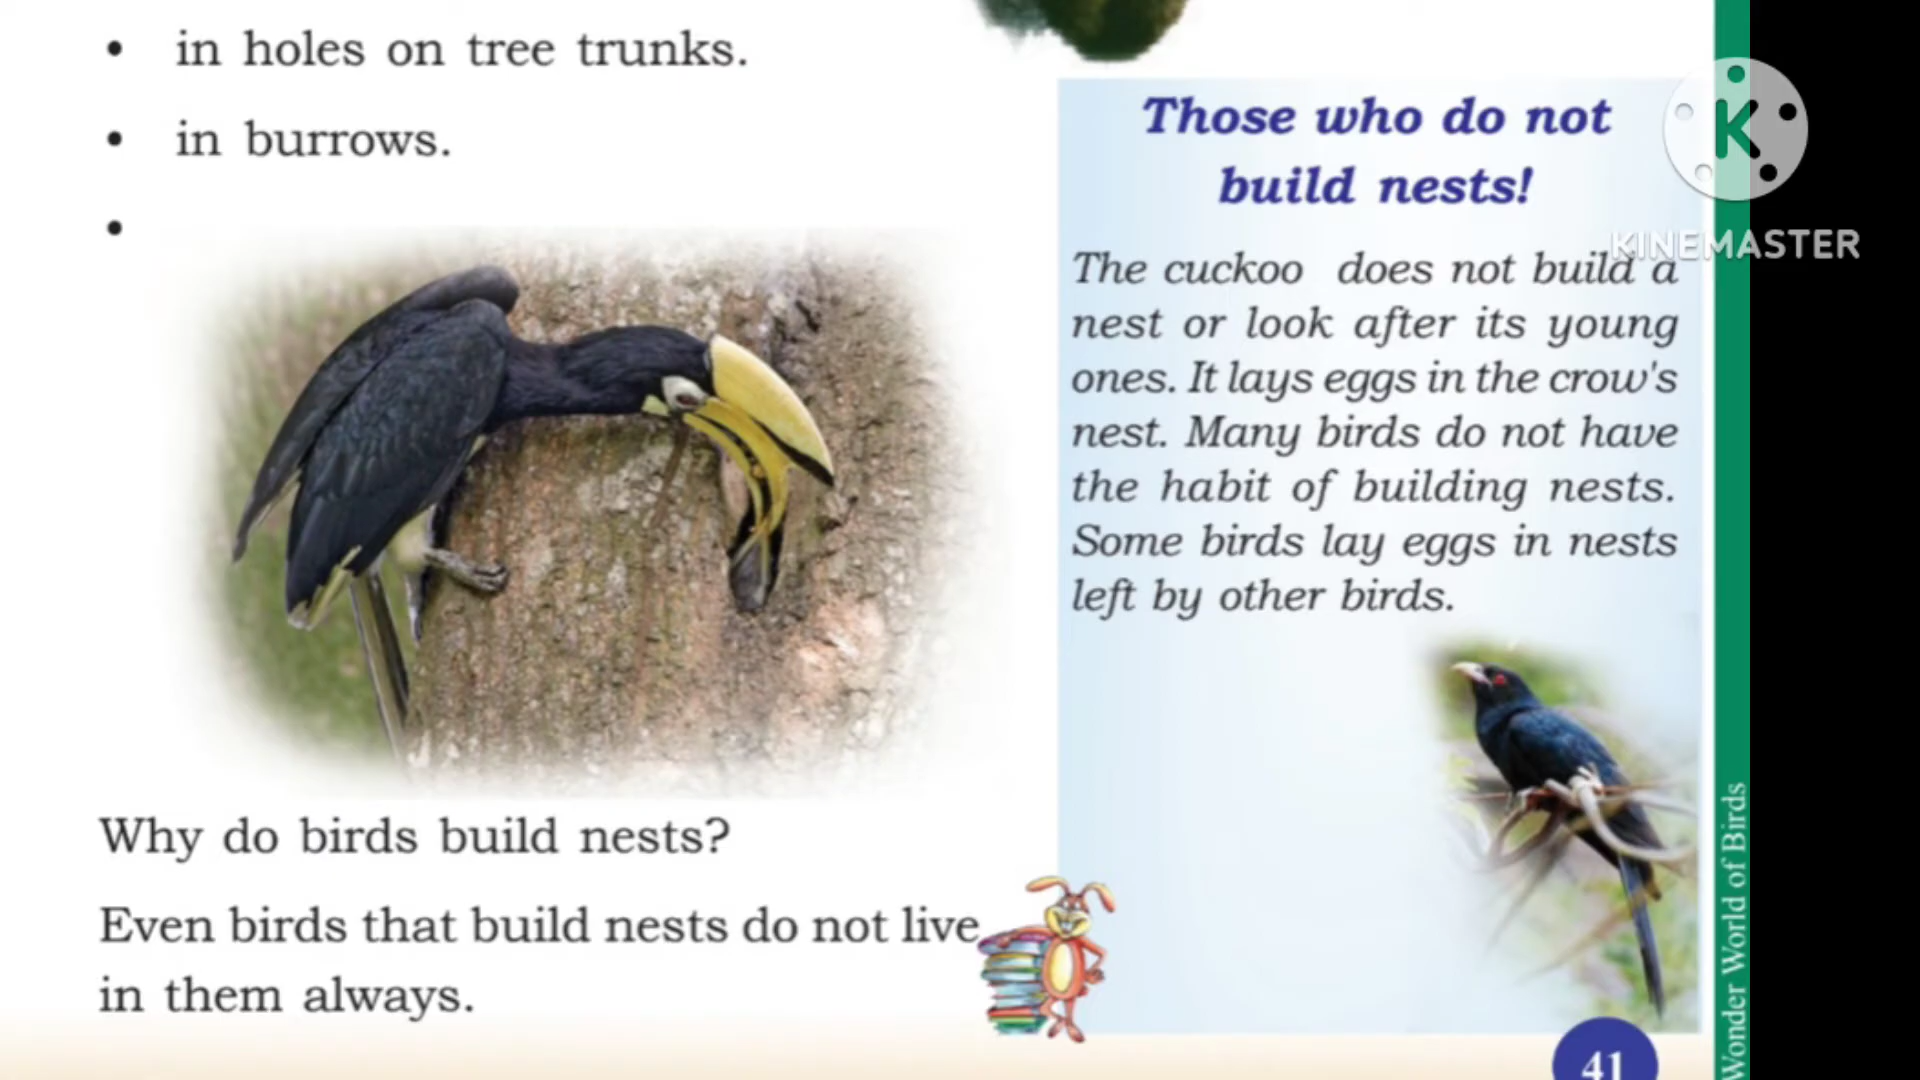 • in holes on tree trunks.
• in burrows.
•
Why do birds build nests?
Even birds that build nests do not live
in them always.
Those who do not
build nests!
The cuckoo does not build a
nest or look after its young
ones. It lays eggs in the crow's
nest. Many birds do not have
the habit of building nests.
Some birds lay eggs in nests
left by other birds.
41
Wonder World of Birds
K
KINEMASTER